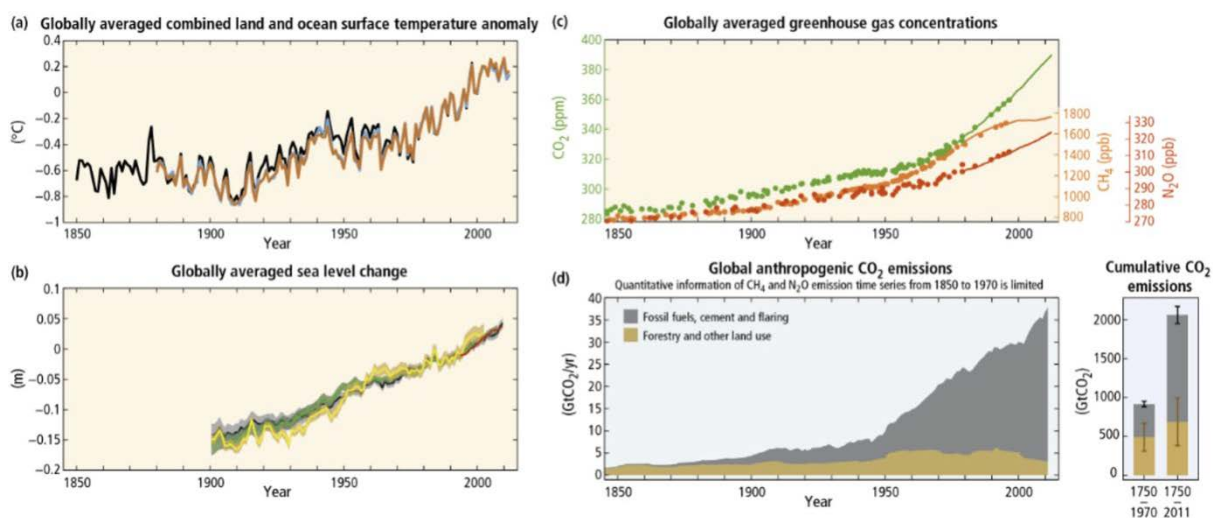 (a) Globally averaged combined land and ocean surface temperature anomaly
0.4
0.2
0
−0.2
−0.4
−0.6
−0.8
−1
(°C)
1850 1900 1950 2000
Year
(b) Globally averaged sea level change
0.1
0.05
0
−0.05
−0.1
−0.15
−0.2
(m)
1850 1900 1950 2000
Year
(c) Globally averaged greenhouse gas concentrations
400
380
360
340
320
300
280
CO2 (ppm)
1800
1600
1400
1200
1000
800
CH4 (ppb)
330
320
310
300
290
280
270
N2O (ppb)
1850 1900 1950 2000
Year
(d) Global anthropogenic CO2 emissions
Quantitative information of CH4 and N2O emission time series from 1850 to 1970 is limited
40
35
30
25
20
15
10
5
0
(GtCO2/yr)
Fossil fuels, cement and flaring
Forestry and other land use
1850 1900 1950 2000
Year
Cumulative CO2
emissions
2000
1500
1000
500
0
(GtCO2)
1750
–
1970
1750
–
2011